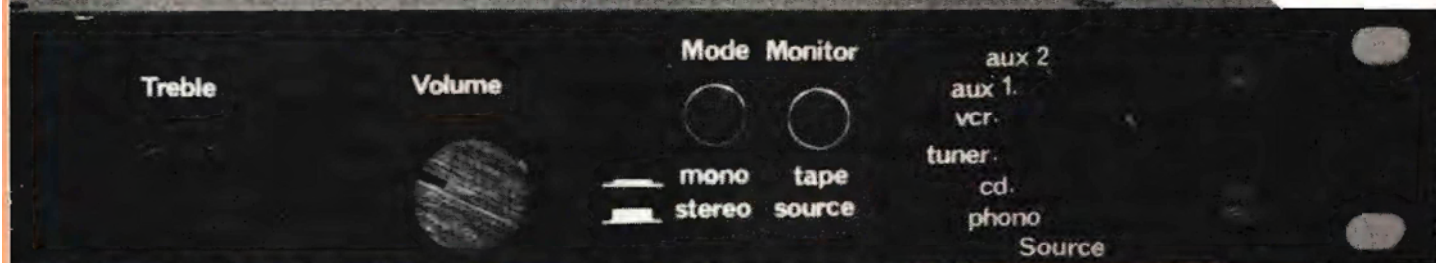 Treble
Volume
Mode Monitor
mono tape
stereo source
aux 2
aux 1
vcr
tuner
cd
phono
Source